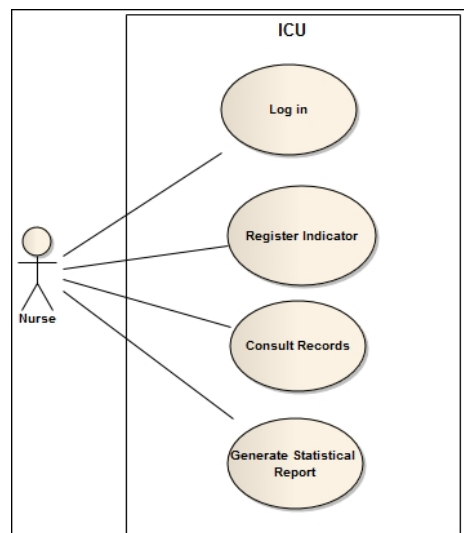 ICU
Log in
Register Indicator
Nurse
Consult Records
Generate Statistical
Report